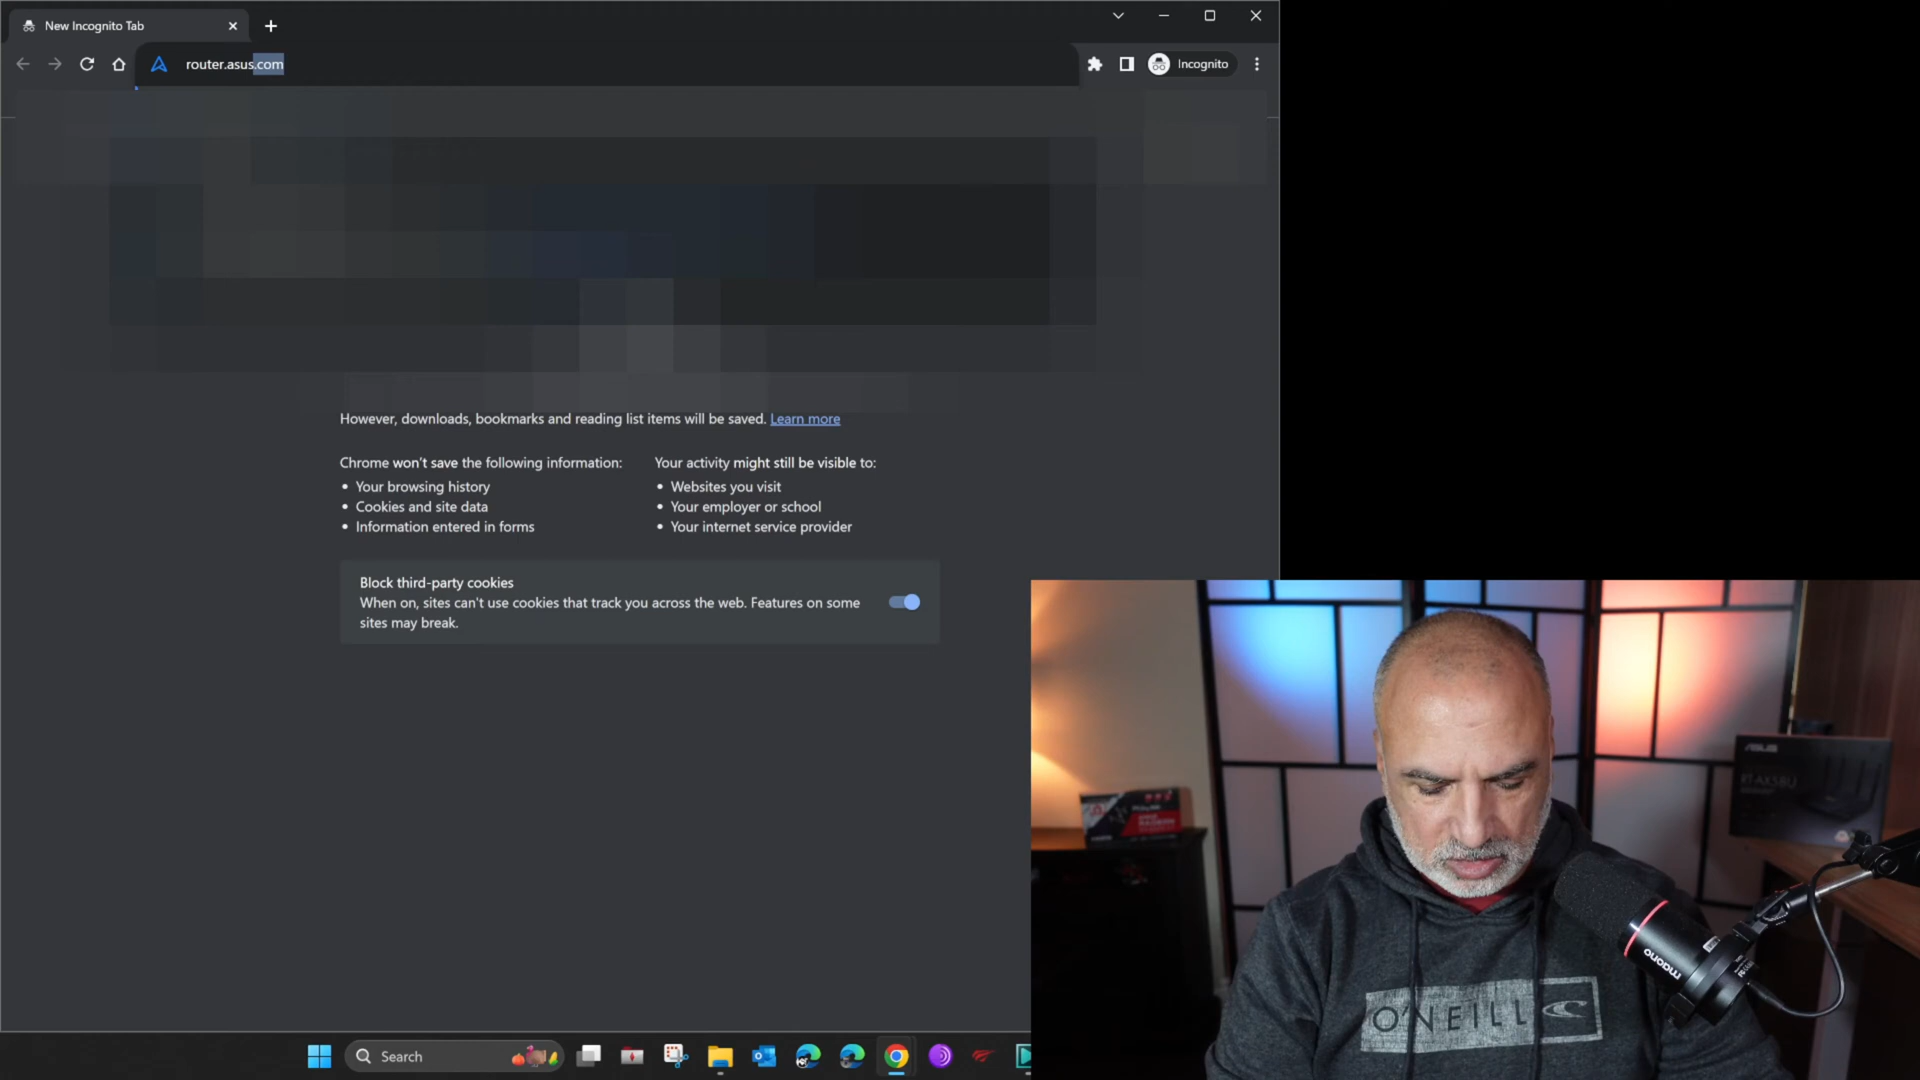 New Incognito Tab
router.asus.com
Incognito
However, downloads, bookmarks and reading list items will be saved. Learn more
Chrome won't save the following information:
• Your browsing history
• Cookies and site data
• Information entered in forms
Your activity might still be visible to:
• Websites you visit
• Your employer or school
• Your internet service provider
Block third-party cookies
When on, sites can't use cookies that track you across the web. Features on some
sites may break.
ASUS
RT-AX58U
maono
O'NEILL
Search